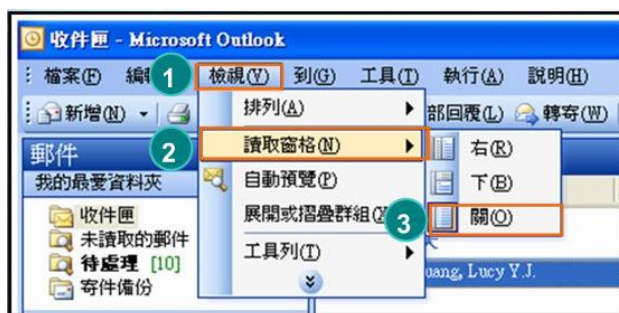 收件匣 - Microsoft Outlook
檔案(F) 編輯 1 檢視(V) 到(G) 工具(T) 執行(A) 說明(H)
新增(N) 排列(A) 部回覆(L) 轉寄(W)
郵件 2 讀取窗格(N) 右(R)
我的最愛資料夾 自動預覽(P) 下(B)
收件匣 展開或摺疊群組(X) 3 關(O)
未讀取的郵件
待處理 [10] 工具列(T) uang, Lucy Y.J.
寄件備份